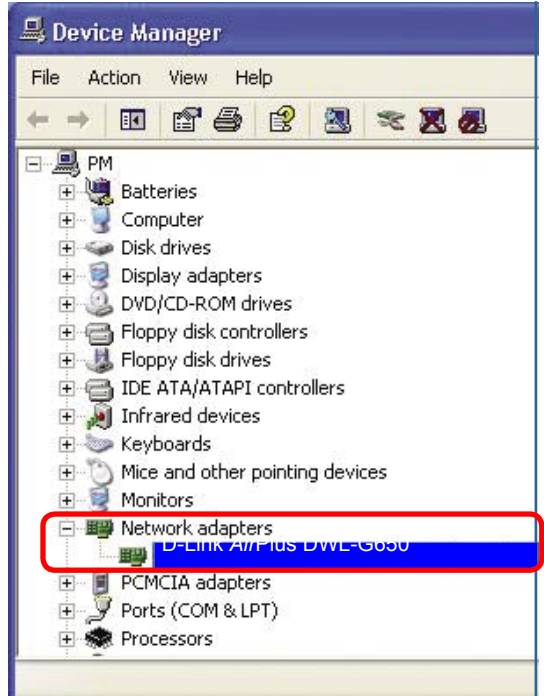 Device Manager
File Action View Help
PM
Batteries
Computer
Disk drives
Display adapters
DVD/CD-ROM drives
Floppy disk controllers
Floppy disk drives
IDE ATA/ATAPI controllers
Infrared devices
Keyboards
Mice and other pointing devices
Monitors
Network adapters
D-Link Plus DWL-G650
PCMCIA adapters
Ports (COM & LPT)
Processors